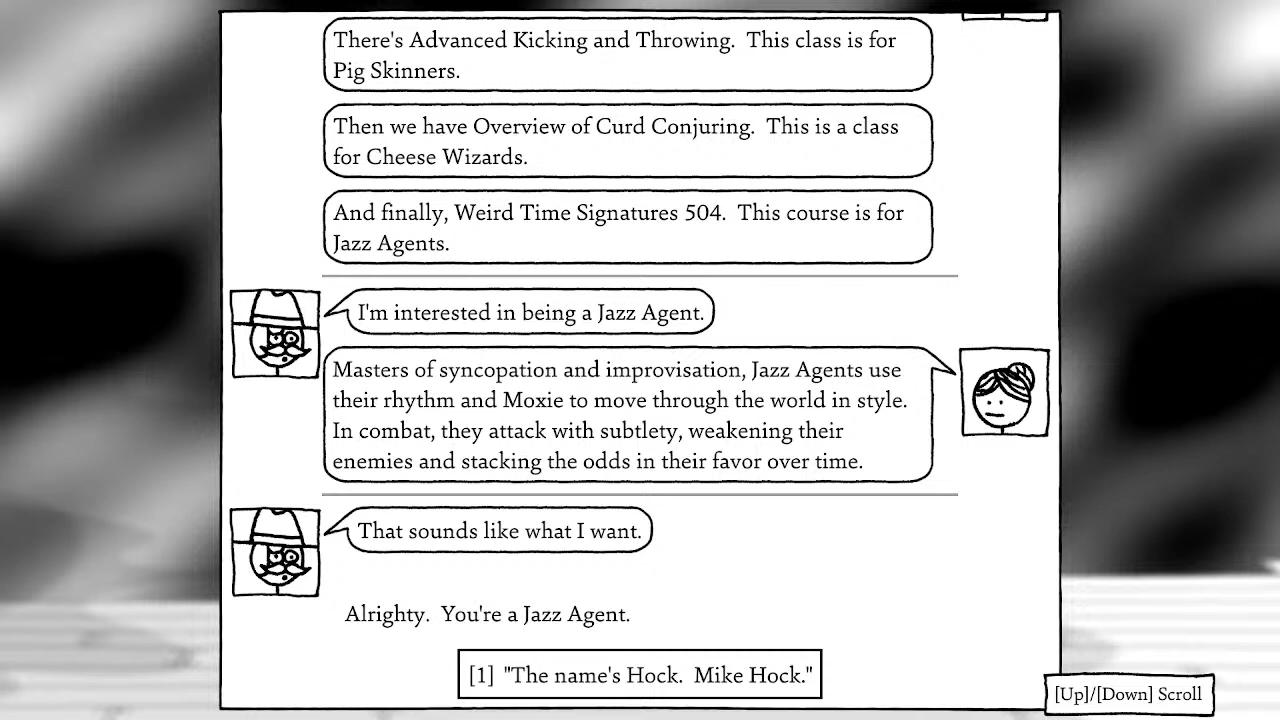 There's Advanced Kicking and Throwing.  This class is for
Pig Skinners.
Then we have Overview of Curd Conjuring.  This is a class
for Cheese Wizards.
And finally, Weird Time Signatures 504.  This course is for
Jazz Agents.
I'm interested in being a Jazz Agent.
Masters of syncopation and improvisation, Jazz Agents use
their rhythm and Moxie to move through the world in style.
In combat, they attack with subtlety, weakening their
enemies and stacking the odds in their favor over time.
That sounds like what I want.
Alrighty.  You're a Jazz Agent.
[1] "The name's Hock.  Mike Hock."
[Up]/[Down] Scroll